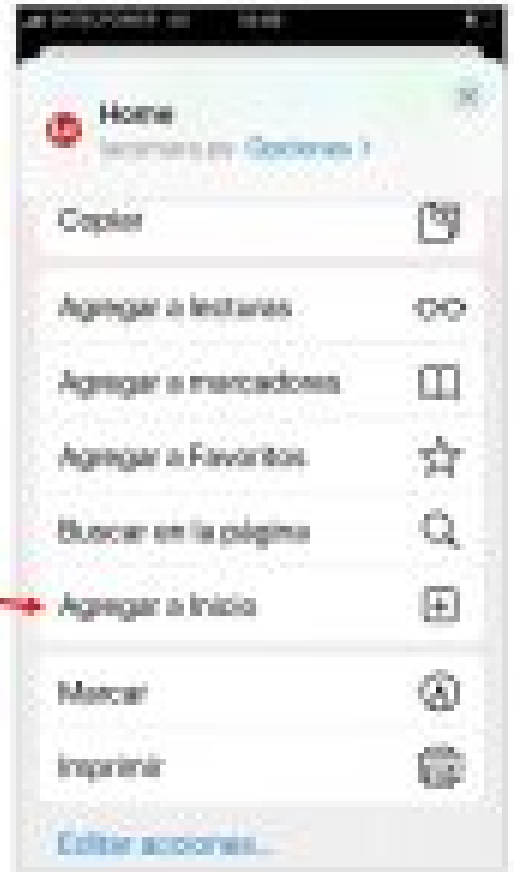 Home
Opciones >
Copiar
Agregar a lecturas
Agregar a marcadores
Agregar a Favoritos
Buscar en la página
Agregar a Inicio
Marcar
Imprimir
Editar acciones...